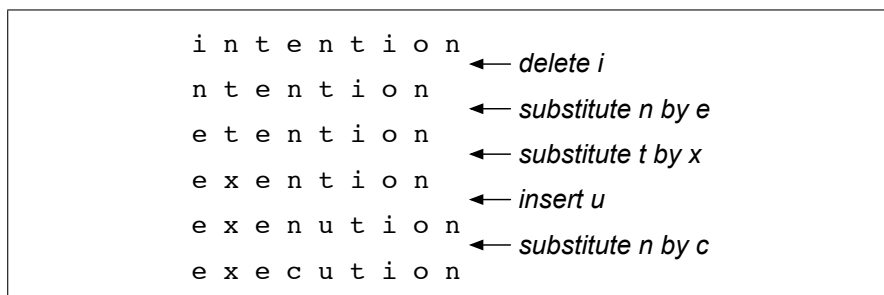 i n t e n t i o n
delete i
n t e n t i o n
substitute n by e
e t e n t i o n
substitute t by x
e x e n t i o n
insert u
e x e n u t i o n
substitute n by c
e x e c u t i o n